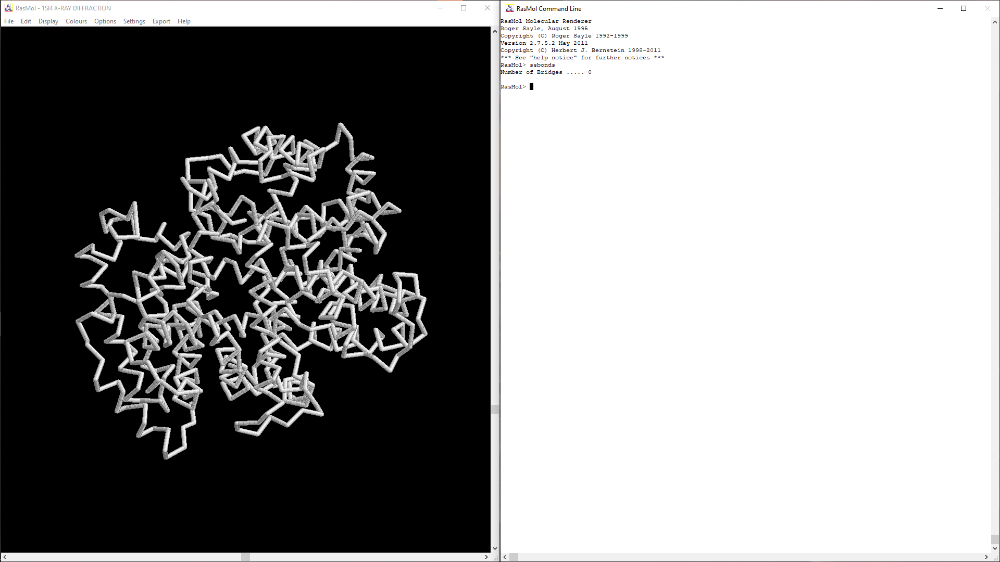 RasMol - 1SI4 X-RAY DIFFRACTION
File Edit Display Colours Options Settings Export Help
RasMol Command Line
RasMol Molecular Renderer
Roger Sayle, August 1995
Copyright (C) Roger Sayle 1992-1999
Version 2.7.5.2 May 2011
Copyright (C) Herbert J. Bernstein 1998-2011
*** See "help notice" for further notices ***
RasMol> ssbonds
Number of Bridges ..... 0
RasMol>